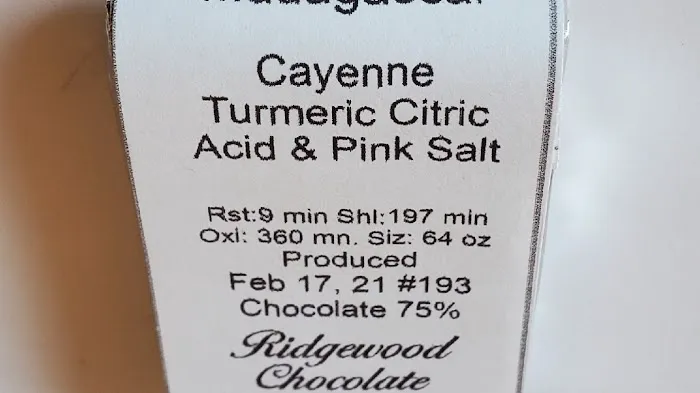 Madagascar
Cayenne
Turmeric Citric
Acid & Pink Salt
Rst:9 min Shl:197 min
Oxi: 360 mn. Siz: 64 oz
Produced
Feb 17, 21 #193
Chocolate 75%
Ridgewood
Chocolate